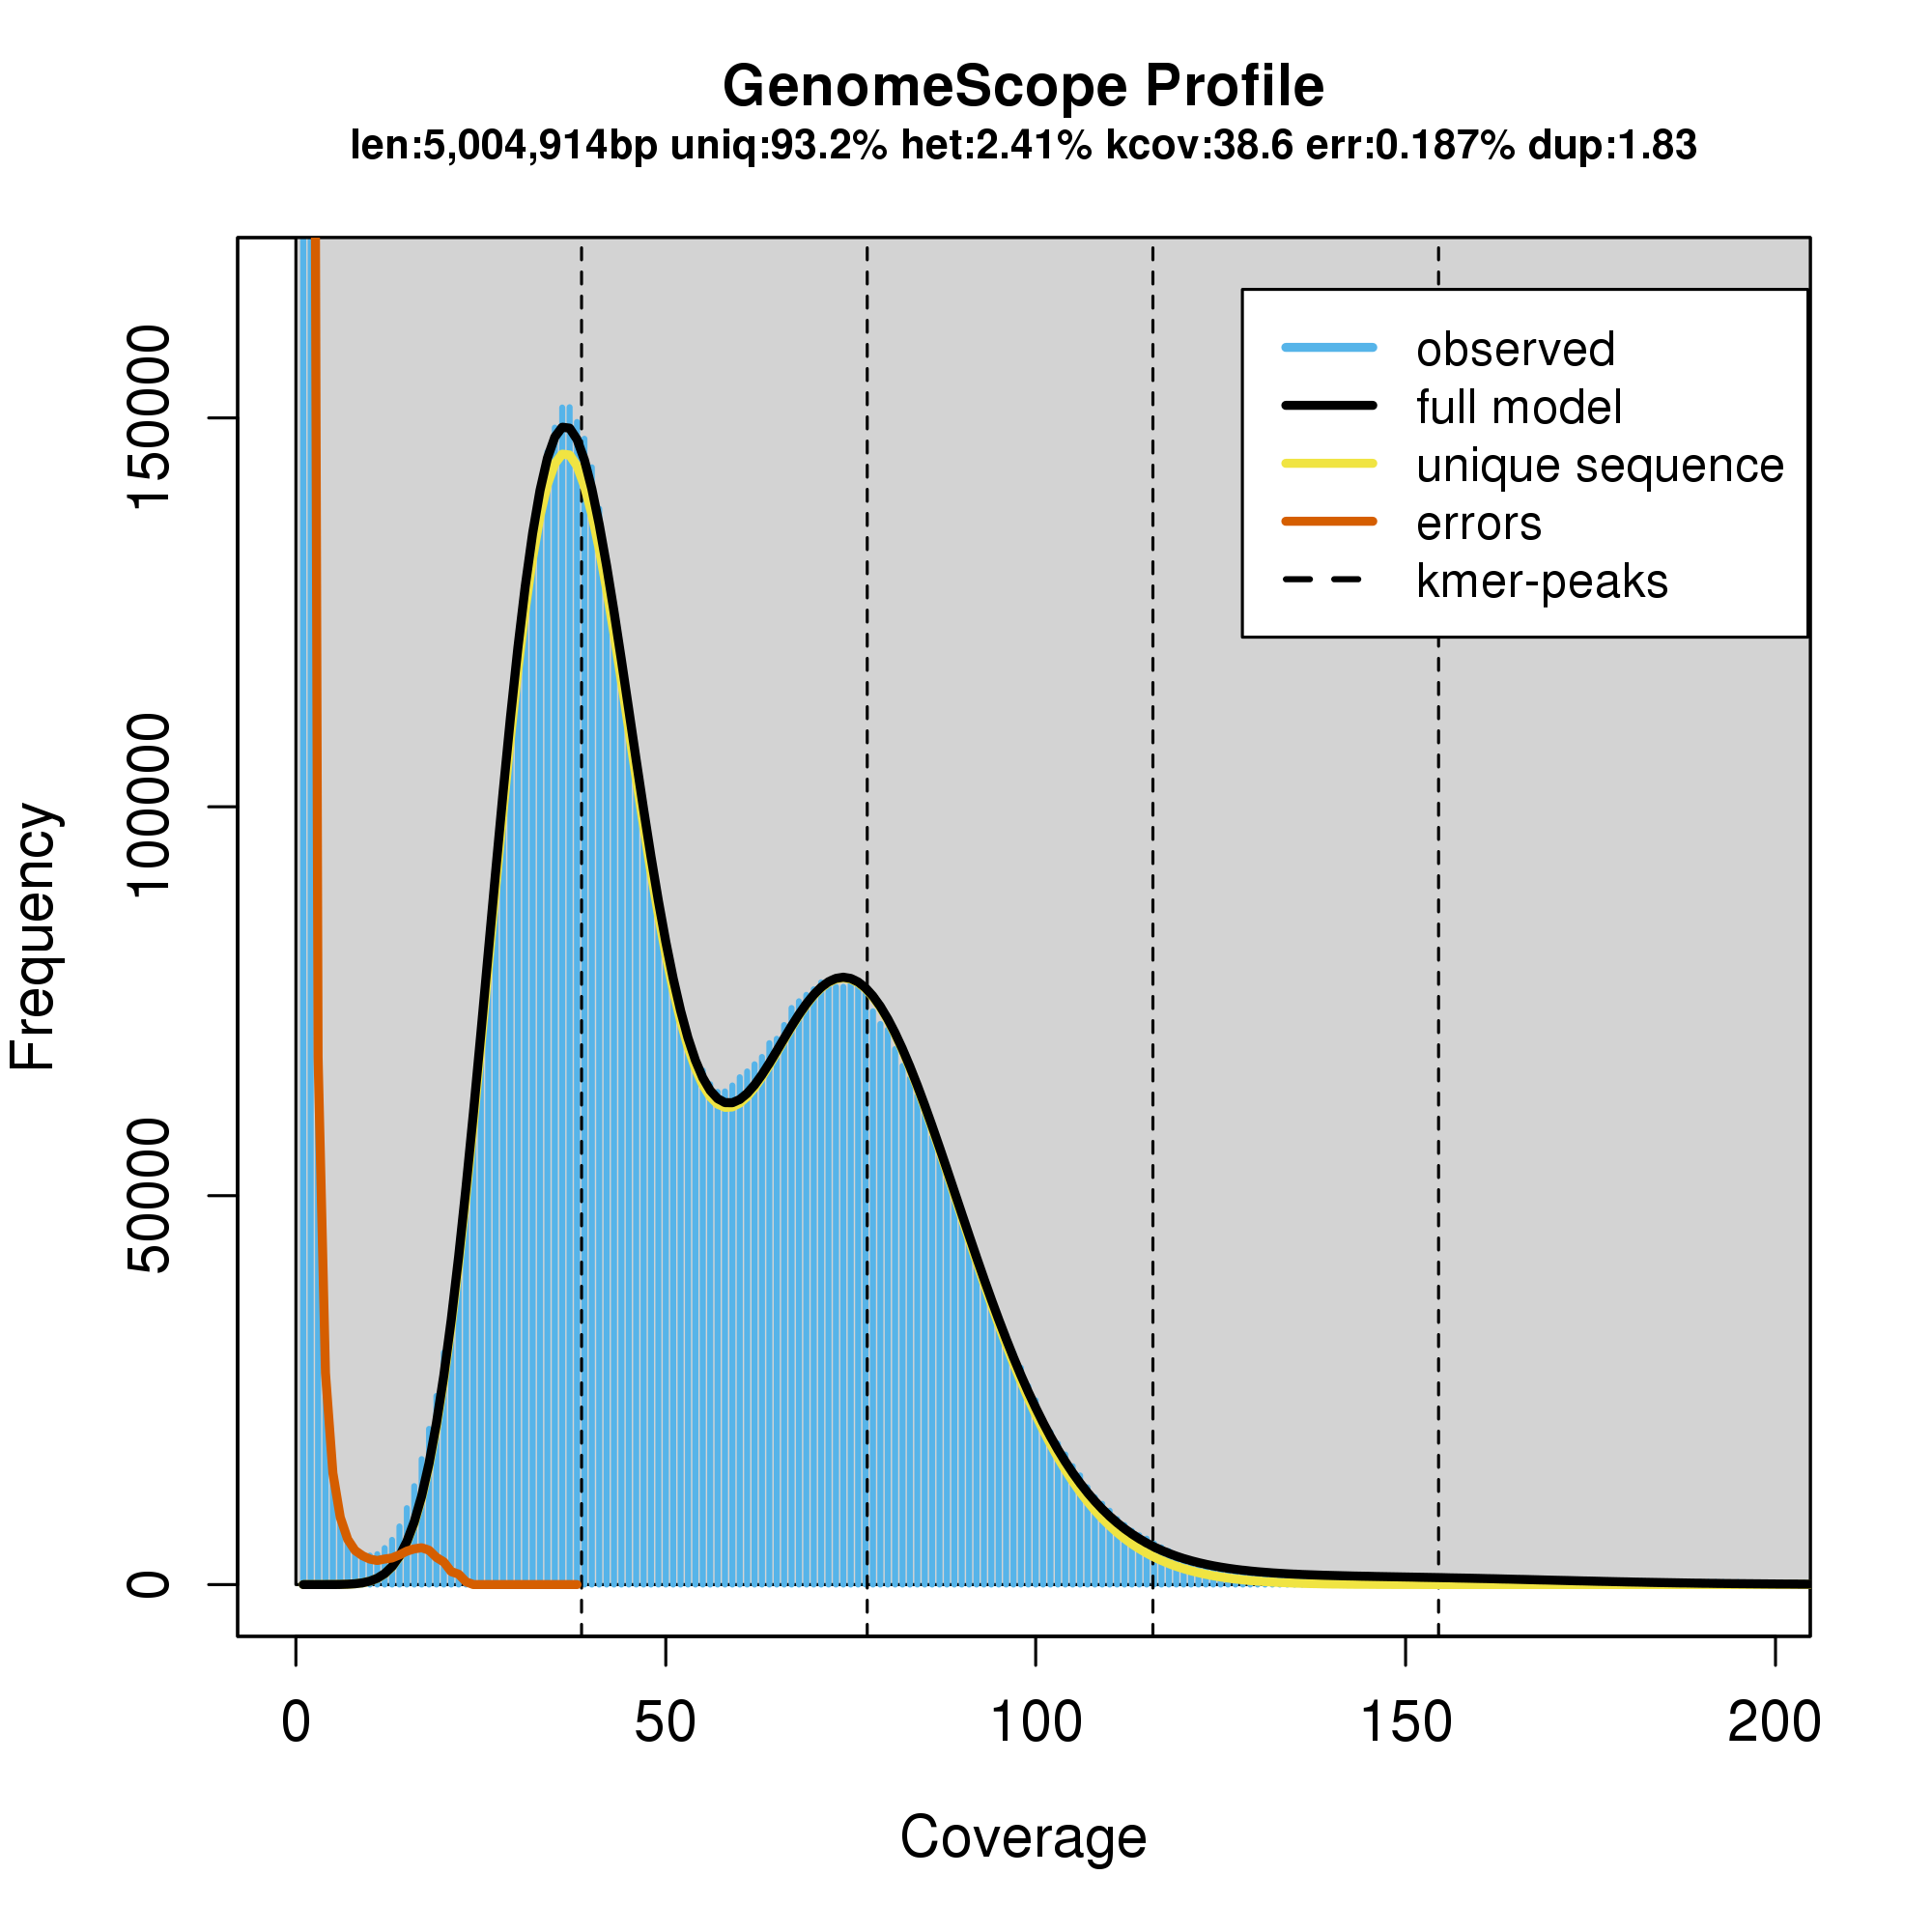 GenomeScope Profile
len:5,004,914bp uniq:93.2% het:2.41% kcov:38.6 err:0.187% dup:1.83
observed
full model
unique sequence
errors
kmer-peaks
Frequency
150000
100000
50000
0
0 50 100 150 200
Coverage